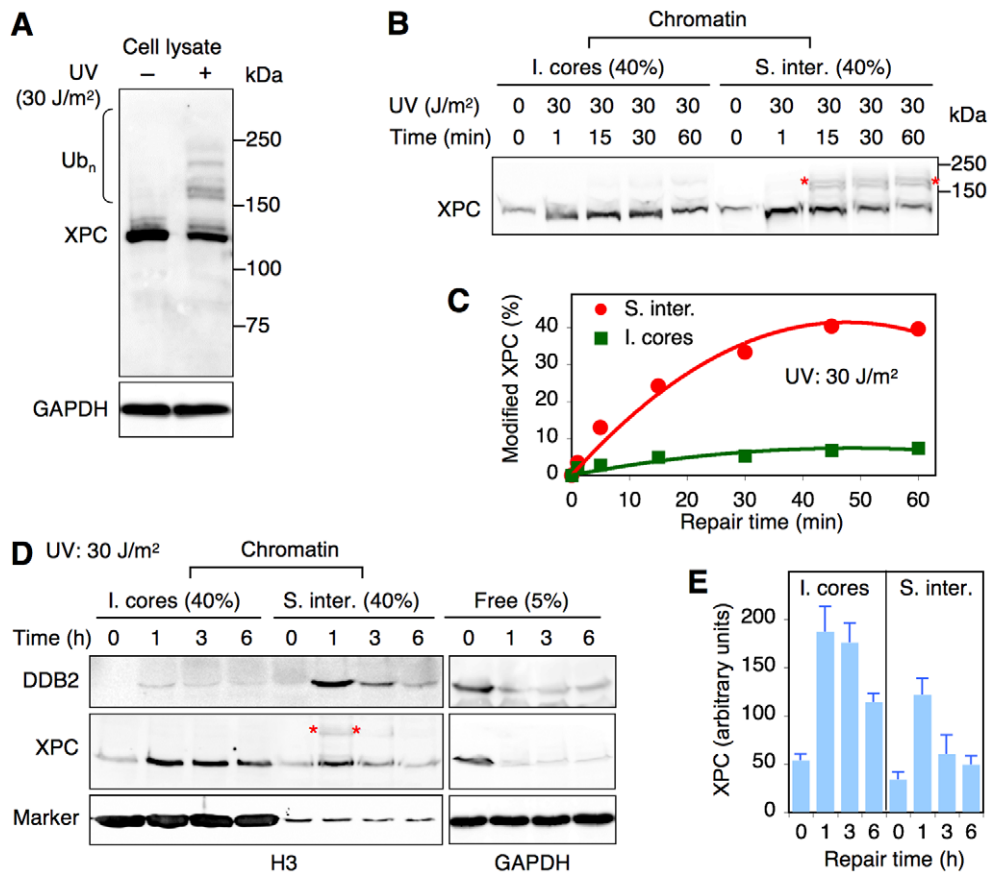 A
Cell lysate
UV – + kDa
(30 J/m²)
Ubn
250
150
XPC
100
75
GAPDH
B
Chromatin
I. cores (40%) S. inter. (40%)
UV (J/m²) 0 30 30 30 30 0 30 30 30 30
Time (min) 0 1 15 30 60 0 1 15 30 60 kDa
250
* *
150
XPC
C
Modified XPC (%)
40
30
20
10
0
S. inter.
I. cores
UV: 30 J/m²
0 10 20 30 40 50 60
Repair time (min)
D UV: 30 J/m² Chromatin
I. cores (40%) S. inter. (40%) Free (5%)
Time (h) 0 1 3 6 0 1 3 6 0 1 3 6
DDB2
* *
XPC
Marker
H3 GAPDH
E
I. cores S. inter.
XPC (arbitrary units)
200
150
100
50
0
0 1 3 6 0 1 3 6
Repair time (h)